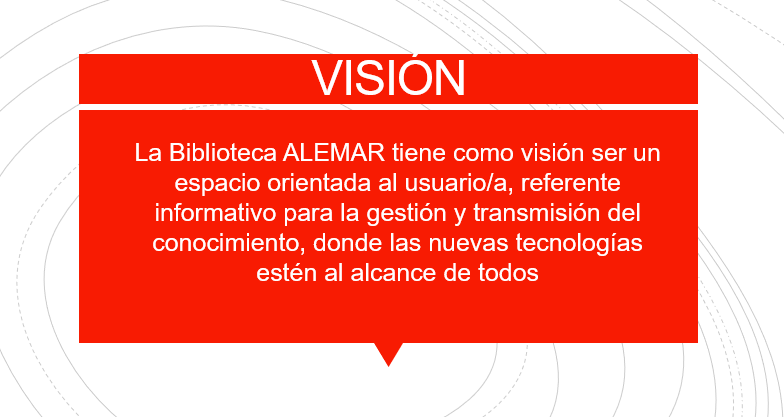 VISIÓN
La Biblioteca ALEMAR tiene como visión ser un
espacio orientada al usuario/a, referente
informativo para la gestión y transmisión del
conocimiento, donde las nuevas tecnologías
estén al alcance de todos